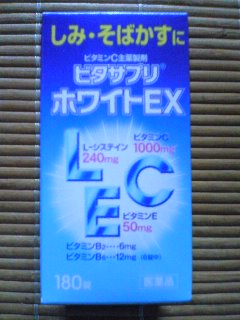 しみ・そばかすに
ビタミンC主薬製剤
ビタサプリ®
ホワイトEX
L
L-システイン
240mg
ビタミンC
1000mg
C
E
ビタミンE
50mg
ビタミンB₂‥‥6mg
ビタミンB₆‥‥12mg (6錠中)
180錠
医薬品